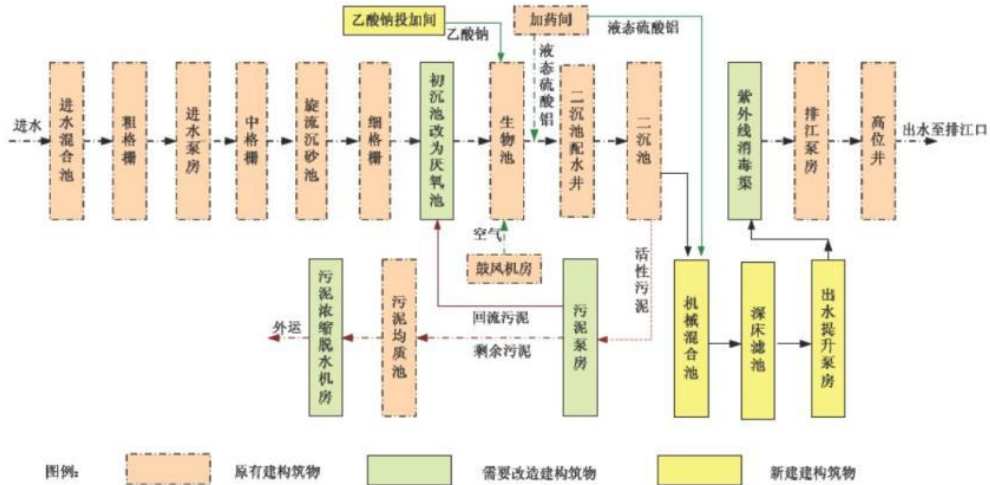 乙酸钠投加间
加药间
液态硫酸铝
乙酸钠
液态硫酸铝
进水
进水混合池
粗格栅
进水泵房
中格栅
旋流沉砂池
细格栅
初沉池改为厌氧池
生物池
二沉池配水井
二沉池
紫外线消毒渠
排江泵房
高位井
出水至排江口
空气
鼓风机房
活性污泥
回流污泥
剩余污泥
外运
污泥浓缩脱水机房
污泥均质池
污泥泵房
机械混合池
深床滤池
出水提升泵房
图例:
原有建构筑物
需要改造建构筑物
新建建构筑物